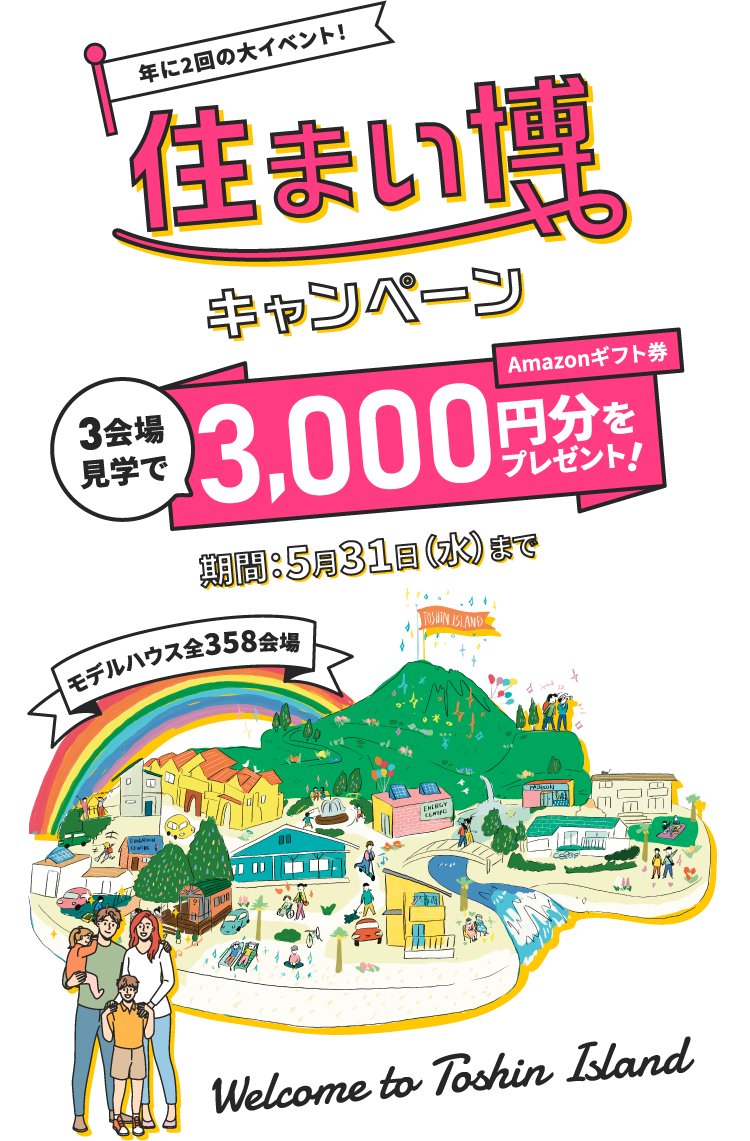 年に2回の大イベント!
住まい博
キャンペーン
Amazonギフト券
3会場
見学で
3,000円分を
プレゼント!
期間:5月31日(水)まで
TOSHIN ISLAND
モデルハウス全358会場
ENERGY
CENTRE
Welcome to Toshin Island